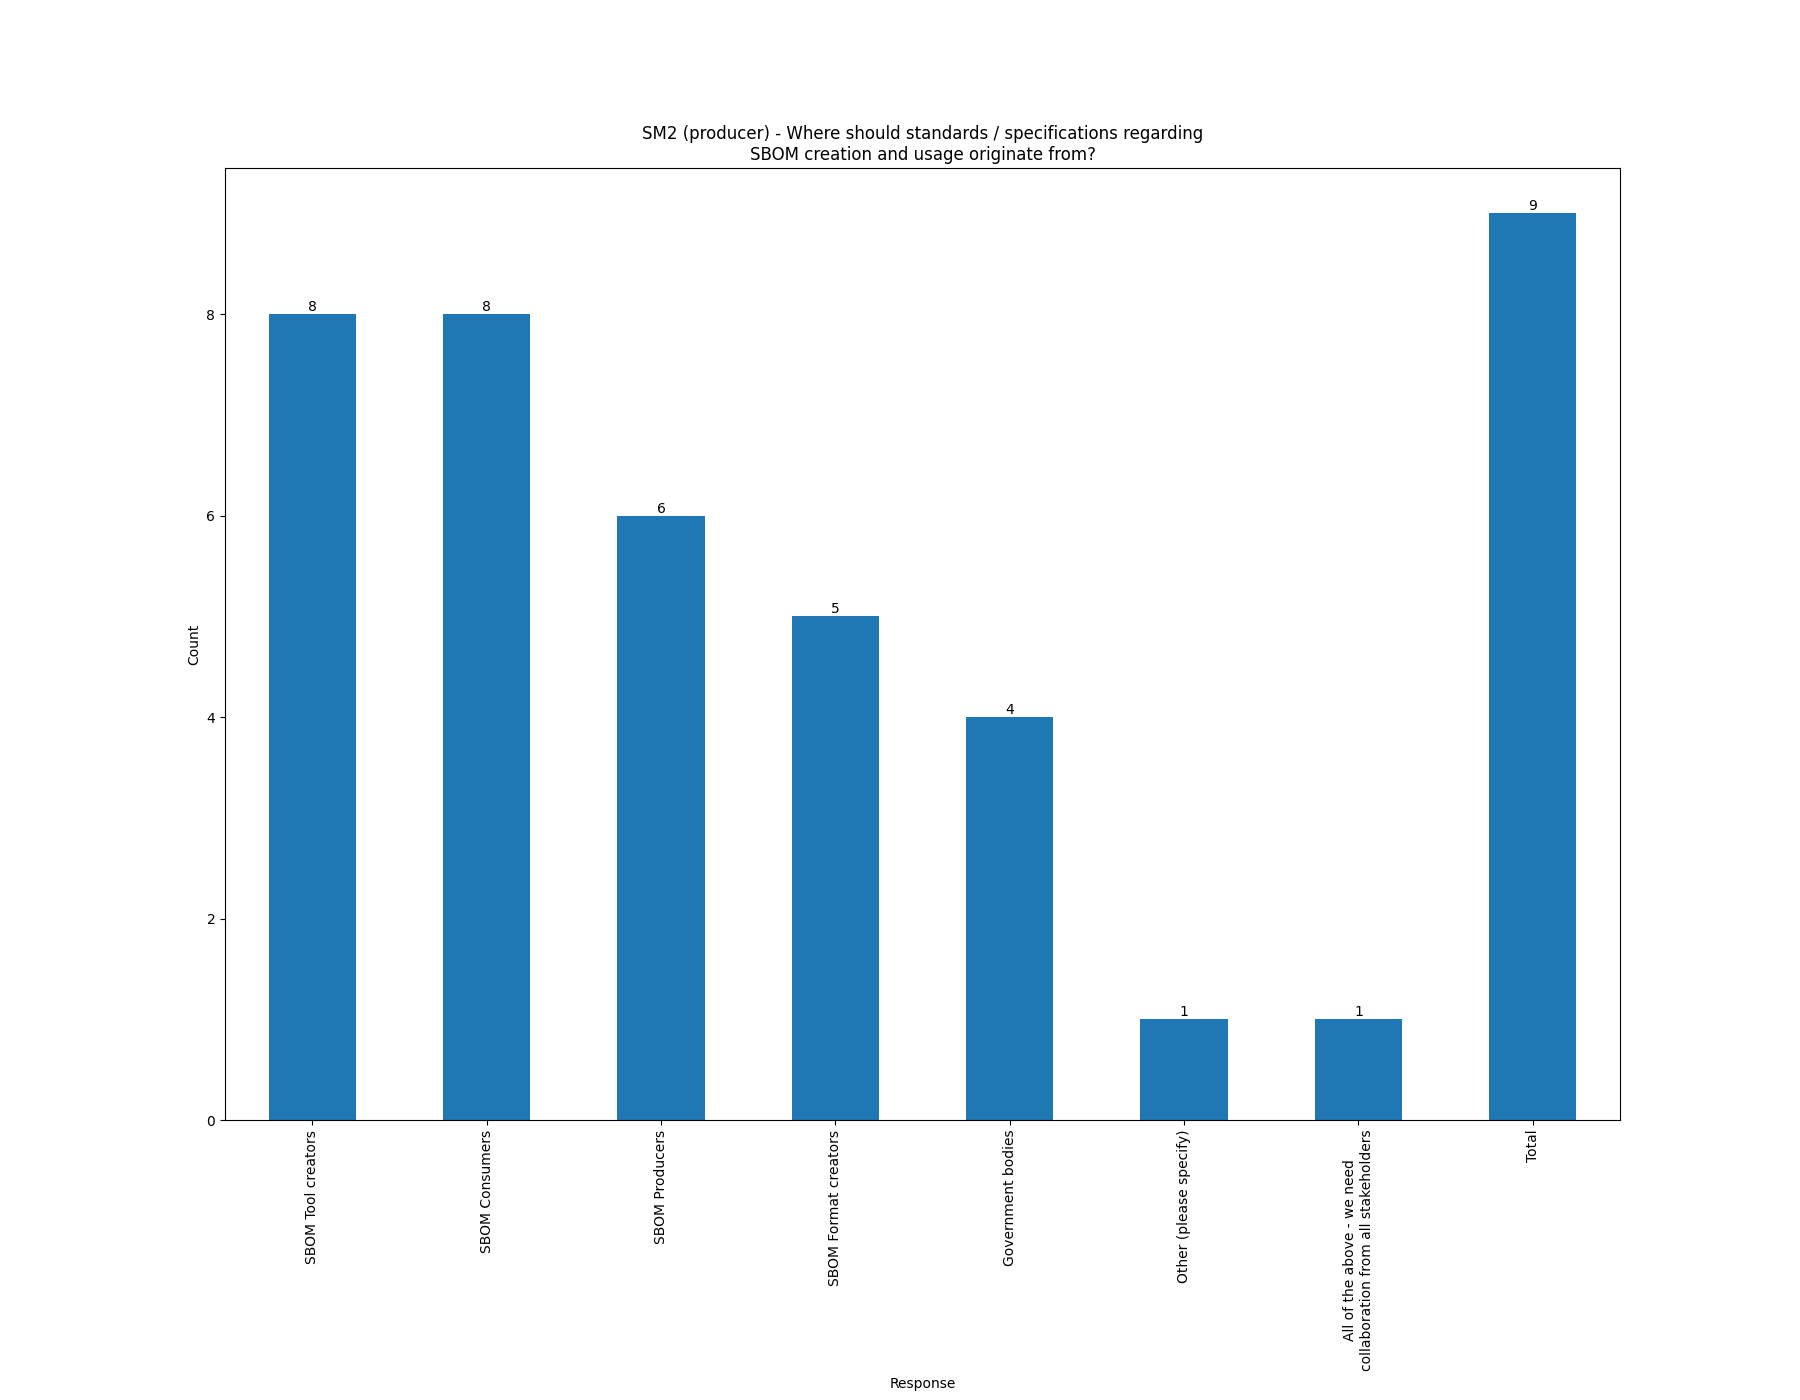 SM2 (producer) - Where should standards / specifications regarding
SBOM creation and usage originate from?
Count
8
6
4
2
0
8
8
6
5
4
1
1
9
SBOM Tool creators
SBOM Consumers
SBOM Producers
SBOM Format creators
Government bodies
Other (please specify)
All of the above - we need
collaboration from all stakeholders
Total
Response